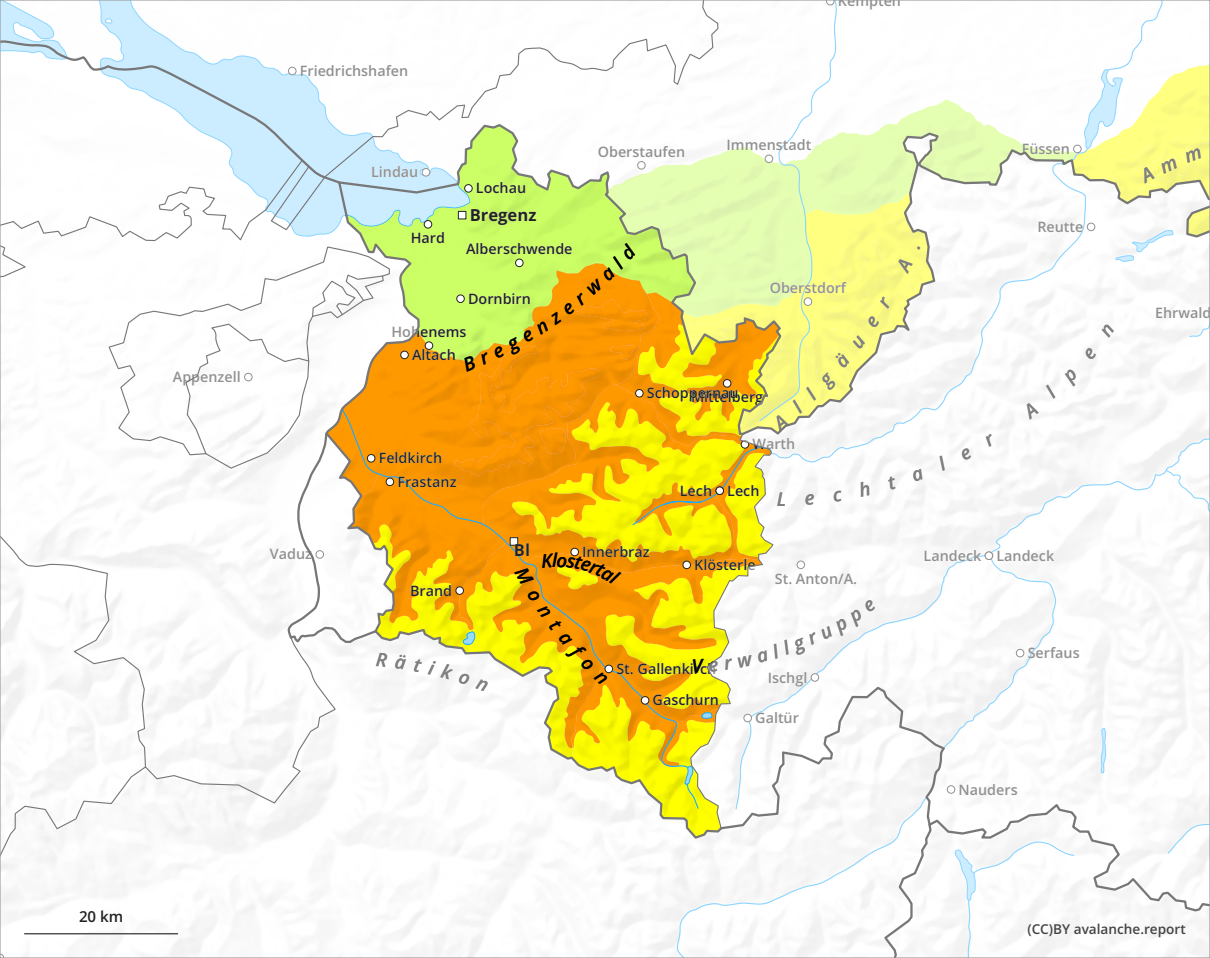 Kempten
Friedrichshafen
Immenstadt
Füssen
Oberstaufen
Lindau
Lochau
Amm
Bregenz
Reutte
Hard
Alberschwende
Bregenzerwald
Allgäuer A.
Oberstdorf
Dornbirn
Ehrwald
Hohenems
Altach
Appenzell
Schoppernau
Mittelberg
Lechtaler Alpen
Warth
Feldkirch
Frastanz
Lech
Lech
Vaduz
Bl
Innerbraz
Klostertal
Klösterle
Landeck
Landeck
St. Anton/A.
Brand
Montafon
Verwallgruppe
Rätikon
St. Gallenkirch
Serfaus
Ischgl
Gaschurn
Galtür
Nauders
20 km
(CC)BY avalanche.report